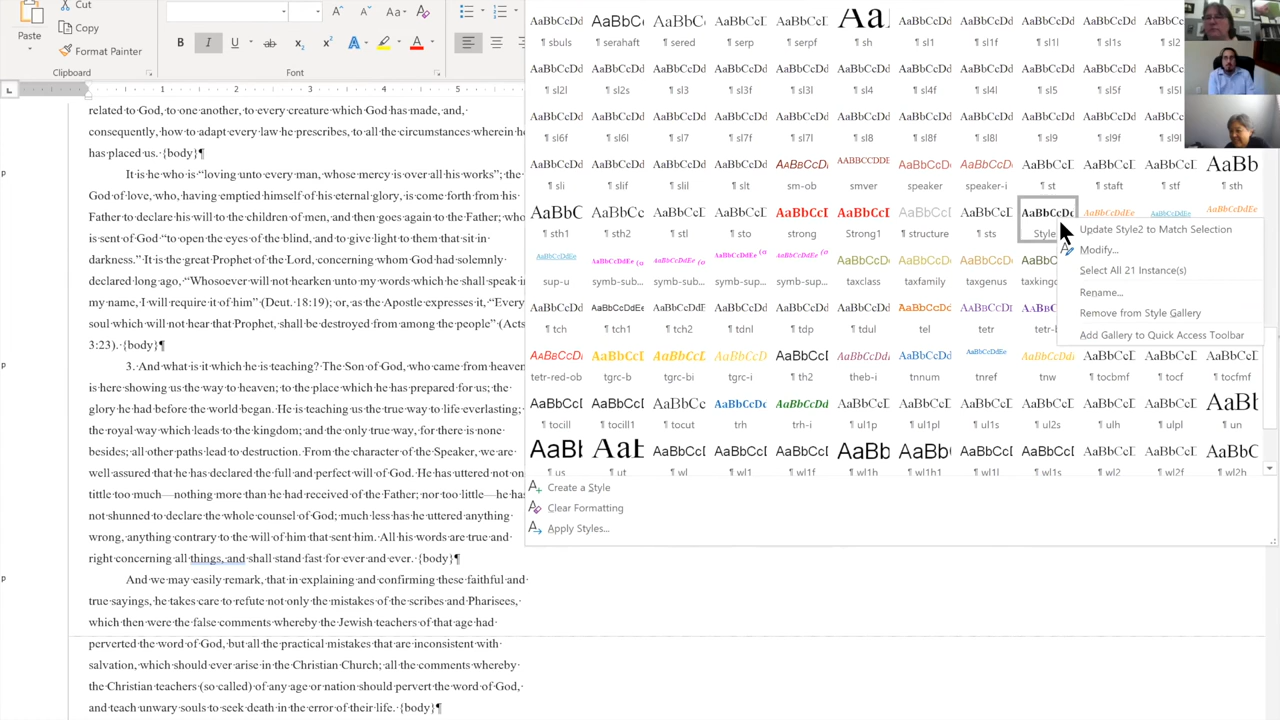 Cut
Paste
Copy
Format Painter
Clipboard
Font
B I U ab x₂ x² A A
Aa
2 3 4 5
related to God, to one another, to every creature which God has made, and,
consequently, how to adapt every law he prescribes, to all the circumstances wherein he
has placed us. {body}¶
p
It is he who is “loving unto every man, whose mercy is over all his works”; the
God of love, who, having emptied himself of his eternal glory, is come forth from his
Father to declare his will to the children of men, and then goes again to the Father; who
is sent of God “to open the eyes of the blind, and to give light to them that sit in
darkness.” It is the great Prophet of the Lord, concerning whom God had solemnly
declared long ago, “Whosoever will not hearken unto my words which he shall speak in
my name, I will require it of him” (Deut. 18:19); or, as the Apostle expresses it, “Every
soul which will not hear that Prophet, shall be destroyed from among the people” (Acts
3:23). {body}¶
p
3. And what is it which he is teaching? The Son of God, who came from heaven,
is here showing us the way to heaven; to the place which he has prepared for us; the
glory he had before the world began. He is teaching us the true way to life everlasting;
the royal way which leads to the kingdom; and the only true way, for there is none
besides; all other paths lead to destruction. From the character of the Speaker, we are
well assured that he has declared the full and perfect will of God. He has uttered not one
tittle too much—nothing more than he had received of the Father; nor too little—he has
not shunned to declare the whole counsel of God; much less has he uttered anything
wrong, anything contrary to the will of him that sent him. All his words are true and
right concerning all things, and shall stand fast for ever and ever. {body}¶
p
And we may easily remark, that in explaining and confirming these faithful and
true sayings, he takes care to refute not only the mistakes of the scribes and Pharisees,
which then were the false comments whereby the Jewish teachers of that age had
perverted the word of God, but all the practical mistakes that are inconsistent with
salvation, which should ever arise in the Christian Church; all the comments whereby
the Christian teachers (so called) of any age or nation should pervert the word of God,
and teach unwary souls to seek death in the error of their life. {body}¶
¶ sbuls ¶ serahaft ¶ sered ¶ serp ¶ serpf ¶ sh ¶ sl1 ¶ sl1f ¶ sl1l ¶ sl1s ¶ sl2
¶ sl2l ¶ sl2s ¶ sl3 ¶ sl3f ¶ sl3l ¶ sl4 ¶ sl4f ¶ sl4l ¶ sl5 ¶ sl5f ¶ sl5l
¶ sl6f ¶ sl6l ¶ sl7 ¶ sl7f ¶ sl7l ¶ sl8 ¶ sl8f ¶ sl8l ¶ sl9 ¶ sl9f ¶ sl9l
¶ sli ¶ slif ¶ slil ¶ slt sm-ob smver speaker speaker-i ¶ st ¶ staft ¶ stf ¶ sth
¶ sth1 ¶ sth2 ¶ stl ¶ sto strong Strong1 ¶ structure ¶ sts Style
sup-u symb-sub... symb-sub... symb-sup... symb-sup... taxclass taxfamily taxgenus taxking
¶ tch ¶ tch1 ¶ tch2 ¶ tdnl ¶ tdp ¶ tdul tel tetr tetr-b
tetr-red-ob tgrc-b tgrc-bi tgrc-i ¶ th2 theb-i tnnum tnref tnw ¶ tocbmf ¶ tocf ¶ tocfmf
¶ tocill ¶ tocill1 ¶ tocut trh trh-i ¶ ul1p ¶ ul1pl ¶ ul1s ¶ ul2s ¶ ulh ¶ ulp ¶ un
¶ us ¶ ut ¶ wl ¶ wl1 ¶ wl1f ¶ wl1h ¶ wl1h1 ¶ wl1l ¶ wl1s ¶ wl2 ¶ wl2f ¶ wl2h
Create a Style
Clear Formatting
Apply Styles...
Update Style2 to Match Selection
Modify...
Select All 21 Instance(s)
Rename...
Remove from Style Gallery
Add Gallery to Quick Access Toolbar